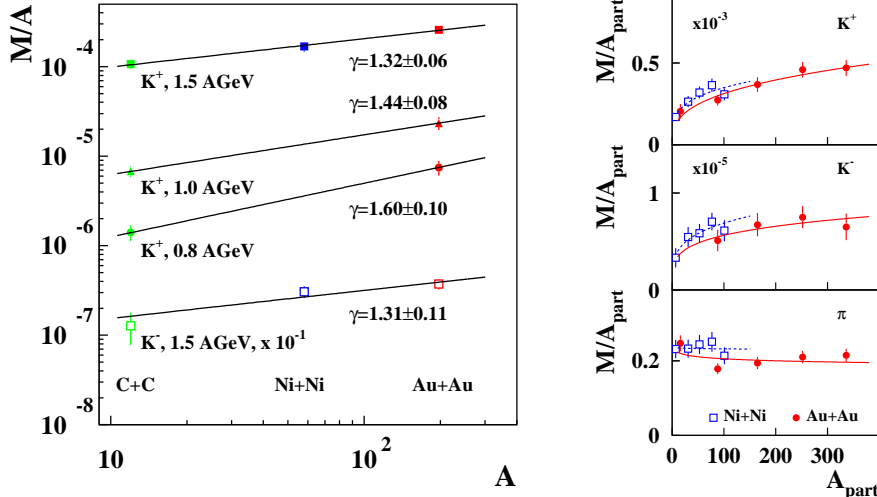 M/A
10⁻⁴
10⁻⁵
10⁻⁶
10⁻⁷
10⁻⁸
K⁺, 1.5 AGeV
γ=1.32±0.06
γ=1.44±0.08
K⁺, 1.0 AGeV
γ=1.60±0.10
K⁺, 0.8 AGeV
γ=1.31±0.11
K⁻, 1.5 AGeV, x 10⁻¹
C+C Ni+Ni Au+Au
10 10²
A
M/A_part
x10⁻³ K⁺
0.5
0
M/A_part
x10⁻⁵ K⁻
1
0
M/A_part
π
0.2
0
Ni+Ni Au+Au
0 100 200 300
A_part